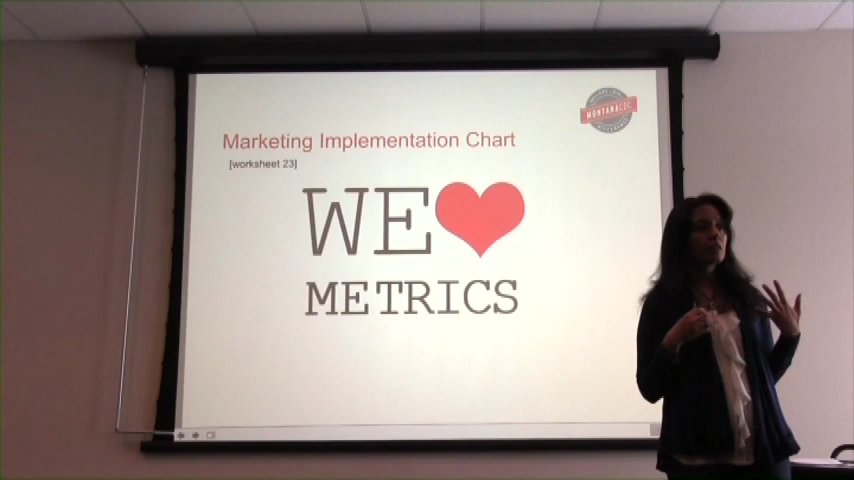 MONTANA
Marketing Implementation Chart
[worksheet 23]
WE
METRICS